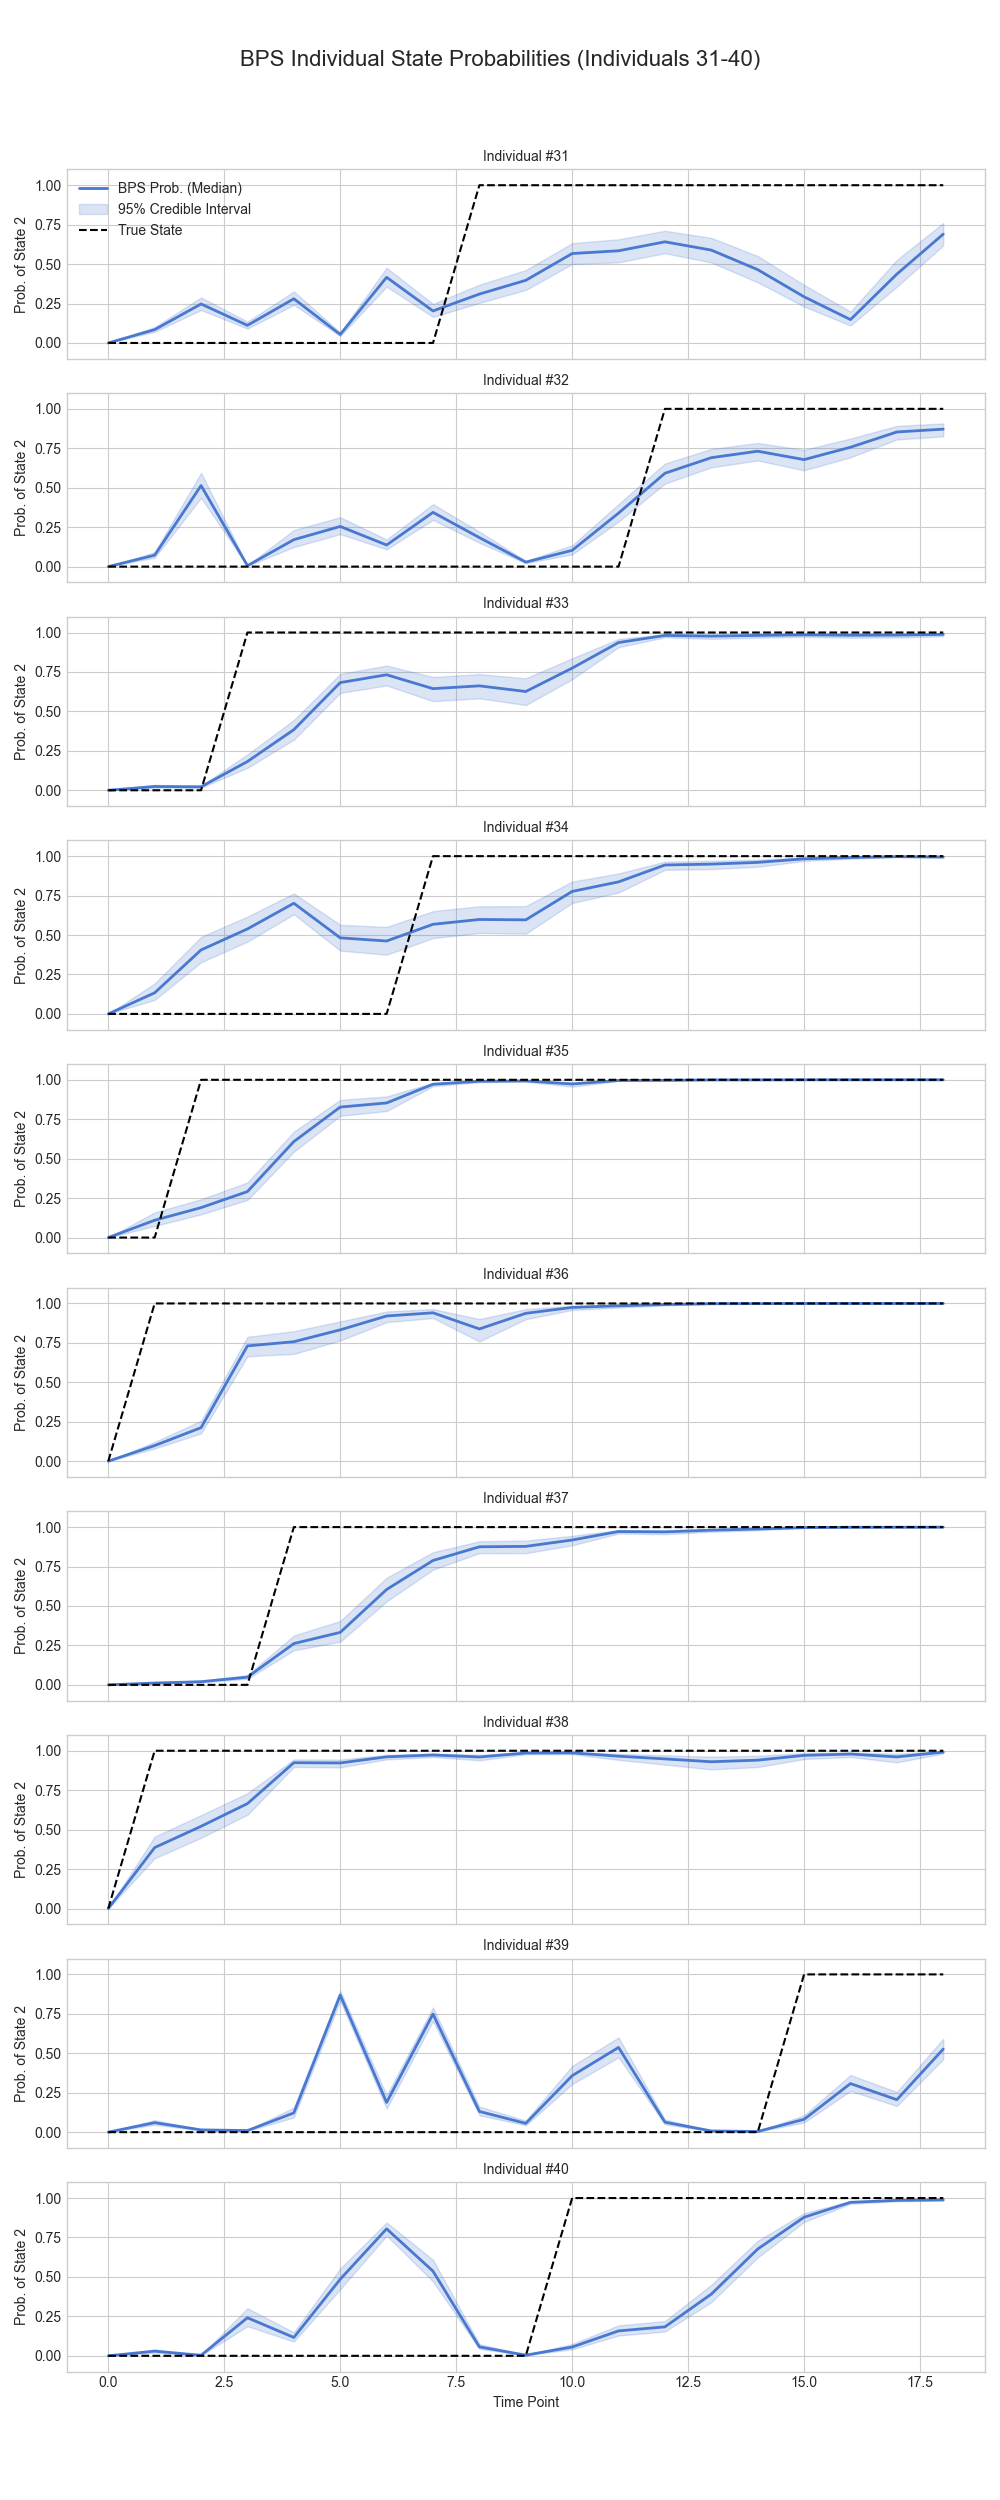 BPS Individual State Probabilities (Individuals 31-40)
Individual #31
BPS Prob. (Median)
95% Credible Interval
True State
Prob. of State 2
1.00
0.75
0.50
0.25
0.00
Individual #32
Prob. of State 2
1.00
0.75
0.50
0.25
0.00
Individual #33
Prob. of State 2
1.00
0.75
0.50
0.25
0.00
Individual #34
Prob. of State 2
1.00
0.75
0.50
0.25
0.00
Individual #35
Prob. of State 2
1.00
0.75
0.50
0.25
0.00
Individual #36
Prob. of State 2
1.00
0.75
0.50
0.25
0.00
Individual #37
Prob. of State 2
1.00
0.75
0.50
0.25
0.00
Individual #38
Prob. of State 2
1.00
0.75
0.50
0.25
0.00
Individual #39
Prob. of State 2
1.00
0.75
0.50
0.25
0.00
Individual #40
Prob. of State 2
1.00
0.75
0.50
0.25
0.00
0.0 2.5 5.0 7.5 10.0 12.5 15.0 17.5
Time Point